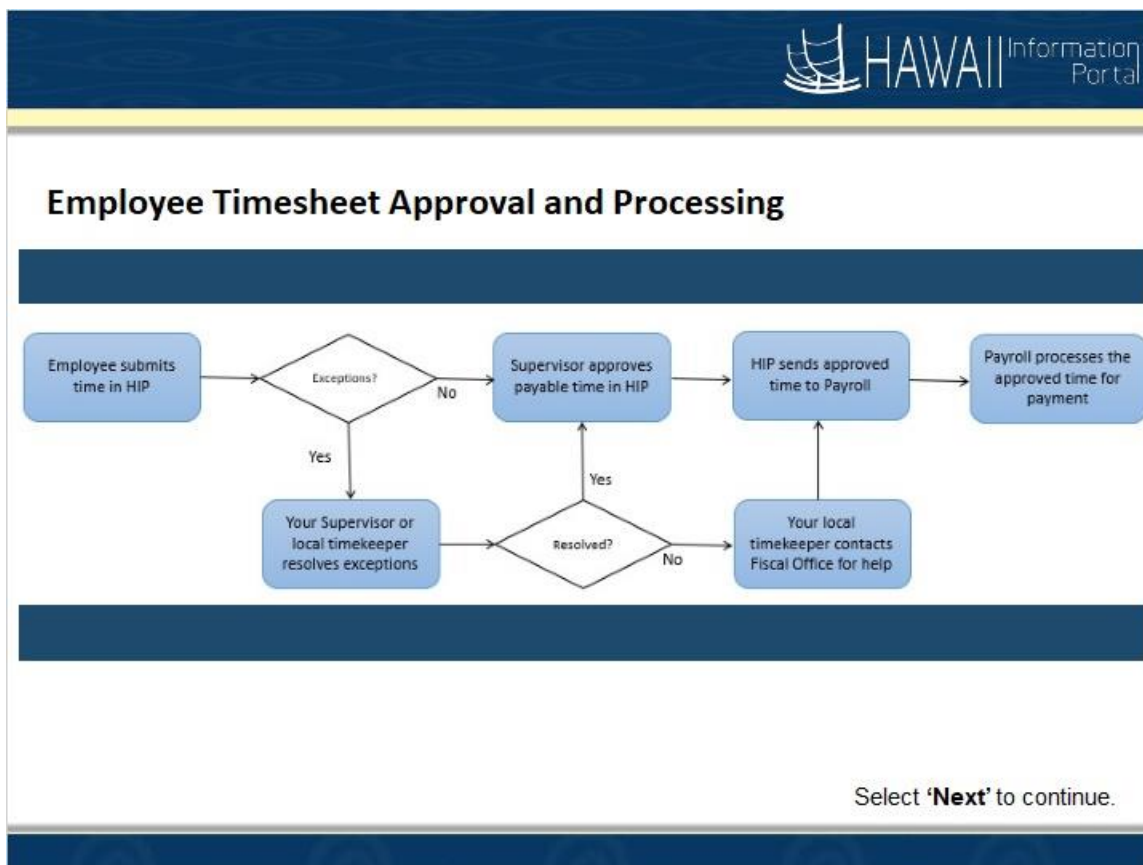 HAWAII Information
Portal
Employee Timesheet Approval and Processing
Employee submits
time in HIP
Exceptions?
No
Supervisor approves
payable time in HIP
HIP sends approved
time to Payroll
Payroll processes the
approved time for
payment
Yes
Your Supervisor or
local timekeeper
resolves exceptions
Resolved?
Yes
No
Your local
timekeeper contacts
Fiscal Office for help
Select ‘Next’ to continue.